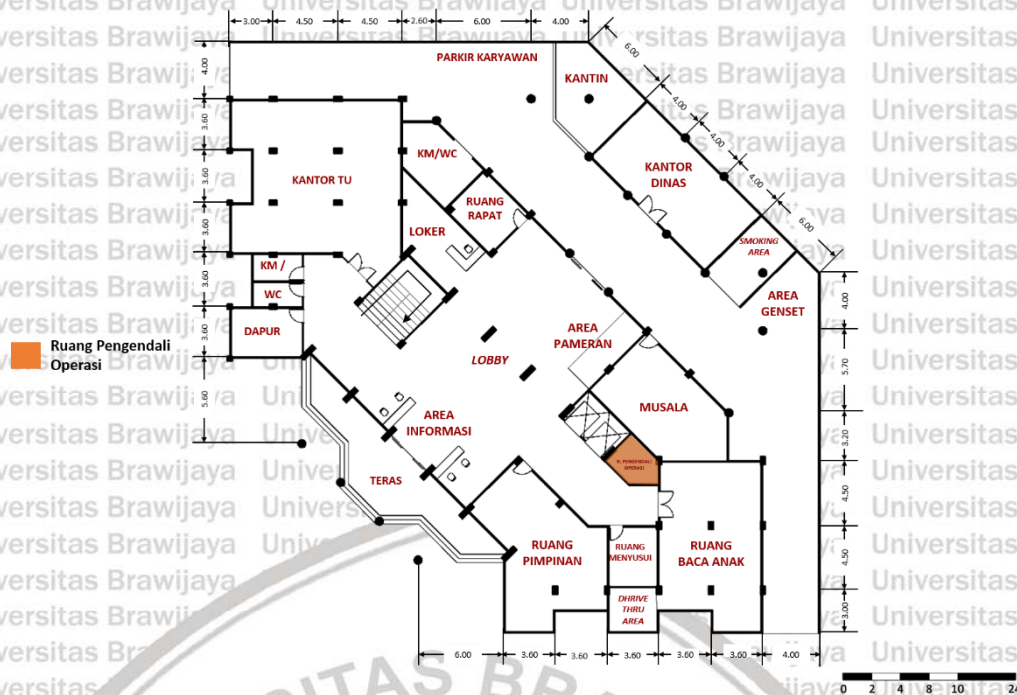 3.00
4.50
4.50
2.60
6.00
4.00
6.00
4.00
4.00
4.00
6.00
4.00
3.60
3.60
3.60
3.60
3.60
5.60
PARKIR KARYAWAN
KANTIN
KM/WC
KANTOR TU
KANTOR
DINAS
RUANG
RAPAT
LOKER
SMOKING
AREA
KM /
WC
AREA
GENSET
DAPUR
AREA
PAMERAN
LOBBY
Ruang Pengendali
Operasi
MUSALA
AREA
INFORMASI
R. PENGENDALI
OPERASI
TERAS
RUANG
PIMPINAN
RUANG
MENYUSUI
RUANG
BACA ANAK
DHRIVE
THRU
AREA
4.00
5.70
3.20
4.50
4.50
3.00
6.00
3.60
3.60
3.60
3.60
3.60
4.00
0 2 4 8 10
Universitas Brawijaya
UNIVERSITAS BRAWIJAYA